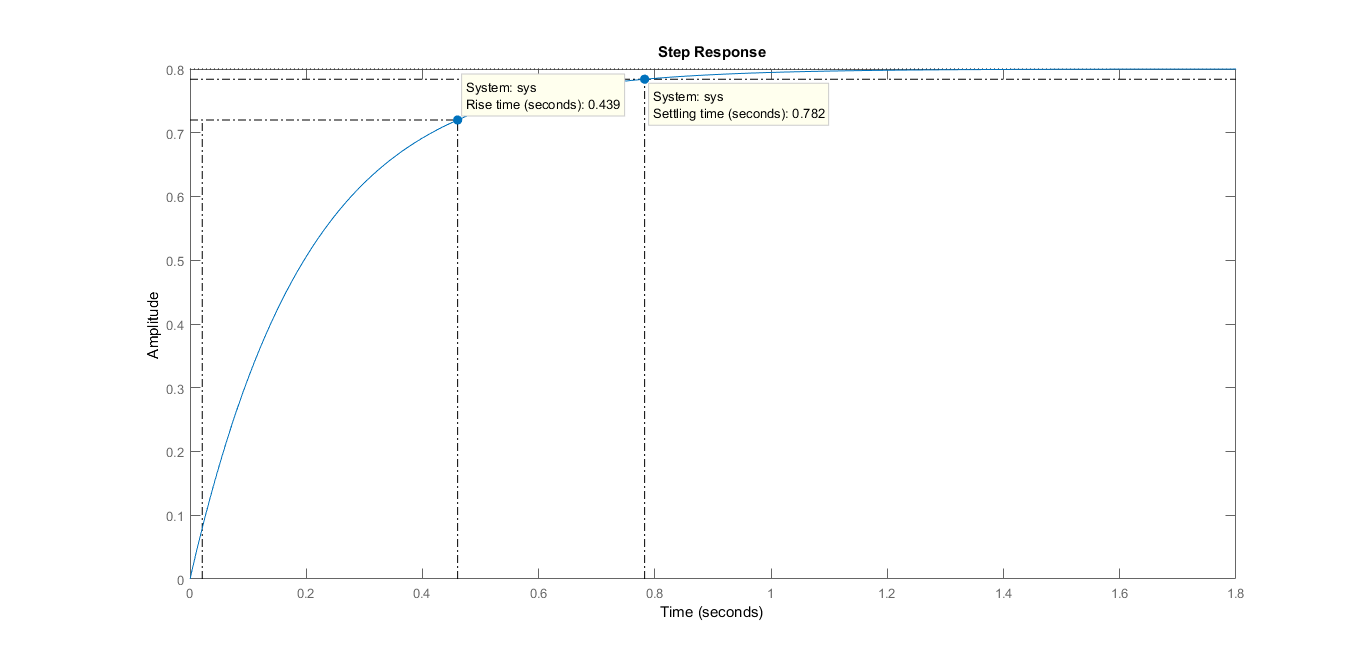 Step Response
System: sys
Rise time (seconds): 0.439
System: sys
Settling time (seconds): 0.782
Amplitude
0.8
0.7
0.6
0.5
0.4
0.3
0.2
0.1
0
0 0.2 0.4 0.6 0.8 1 1.2 1.4 1.6 1.8
Time (seconds)